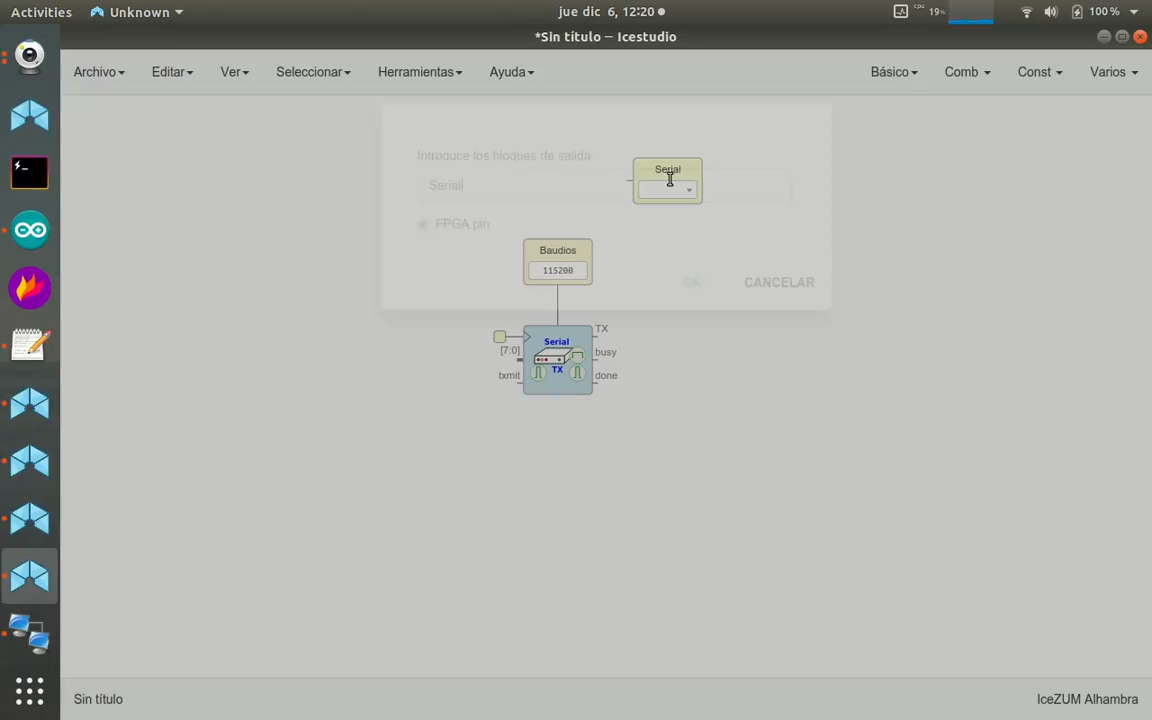 Activities Unknown jue dic 6, 12:20 cpu 19% 100 %
*Sin título – Icestudio
Archivo Editar Ver Seleccionar Herramientas Ayuda Básico Comb Const Varios
Introduce los bloques de salida
Serial
Serial
FPGA pin
Baudios
115200
OK CANCELAR
TX
Serial
[7:0]
busy
TX
txmit
done
Sin título IceZUM Alhambra